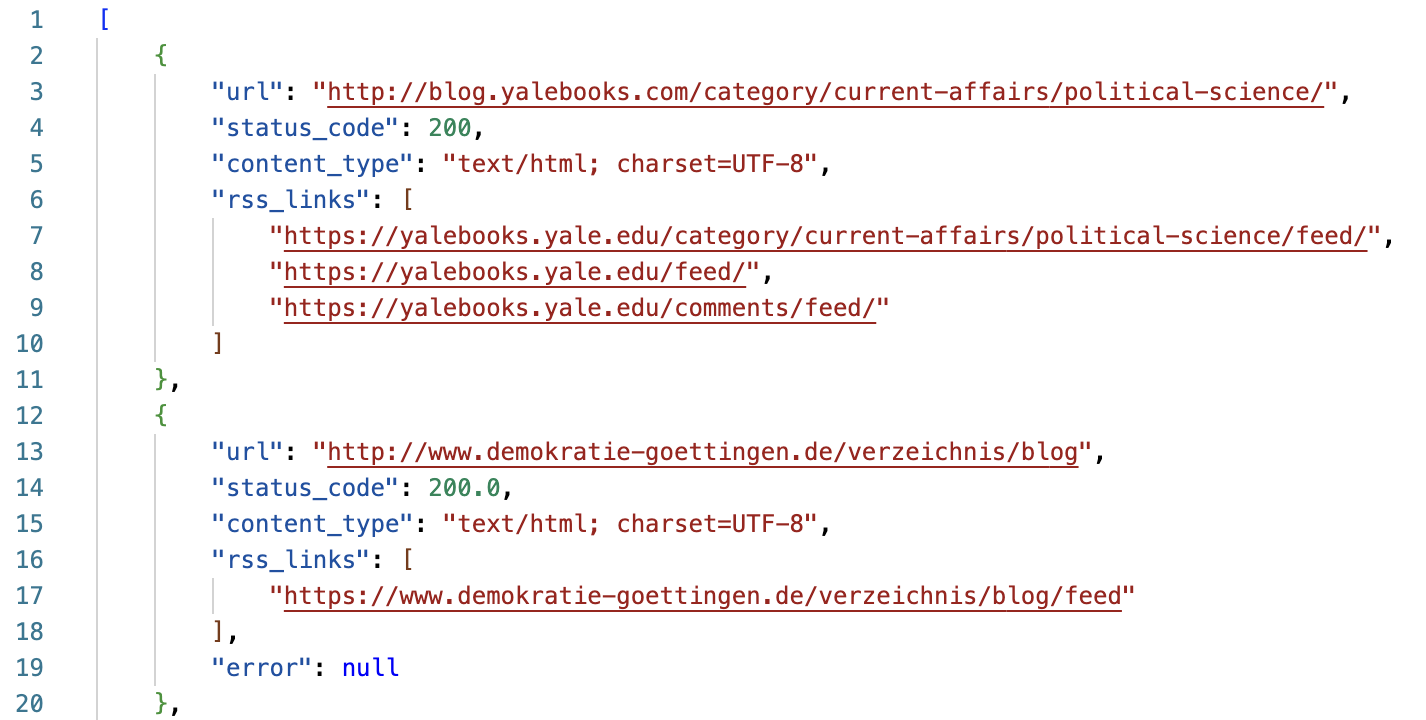 1 [
2 {
3 "url": "http://blog.yalebooks.com/category/current-affairs/political-science/",
4 "status_code": 200,
5 "content_type": "text/html; charset=UTF-8",
6 "rss_links": [
7 "https://yalebooks.yale.edu/category/current-affairs/political-science/feed/",
8 "https://yalebooks.yale.edu/feed/",
9 "https://yalebooks.yale.edu/comments/feed/"
10 ]
11 },
12 {
13 "url": "http://www.demokratie-goettingen.de/verzeichnis/blog",
14 "status_code": 200.0,
15 "content_type": "text/html; charset=UTF-8",
16 "rss_links": [
17 "https://www.demokratie-goettingen.de/verzeichnis/blog/feed"
18 ],
19 "error": null
20 },